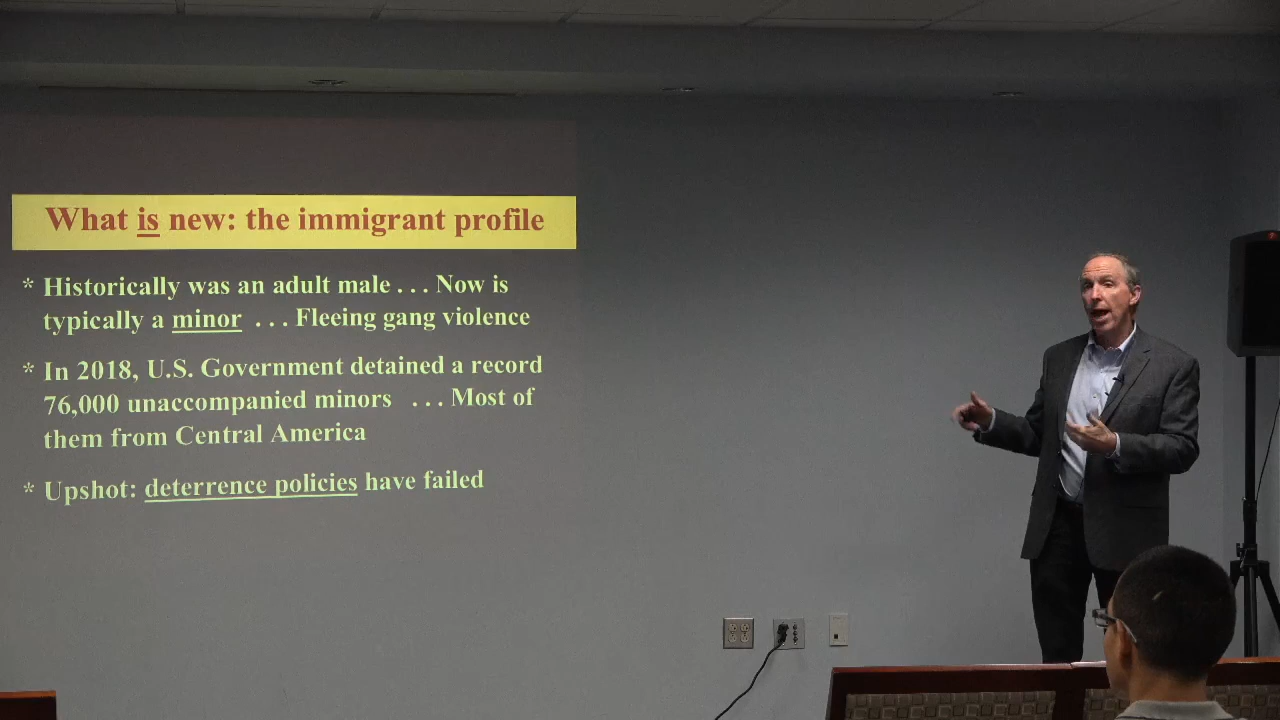 What is new: the immigrant profile
* Historically was an adult male . . . Now is
typically a minor . . . Fleeing gang violence
* In 2018, U.S. Government detained a record
76,000 unaccompanied minors . . . Most of
them from Central America
* Upshot: deterrence policies have failed